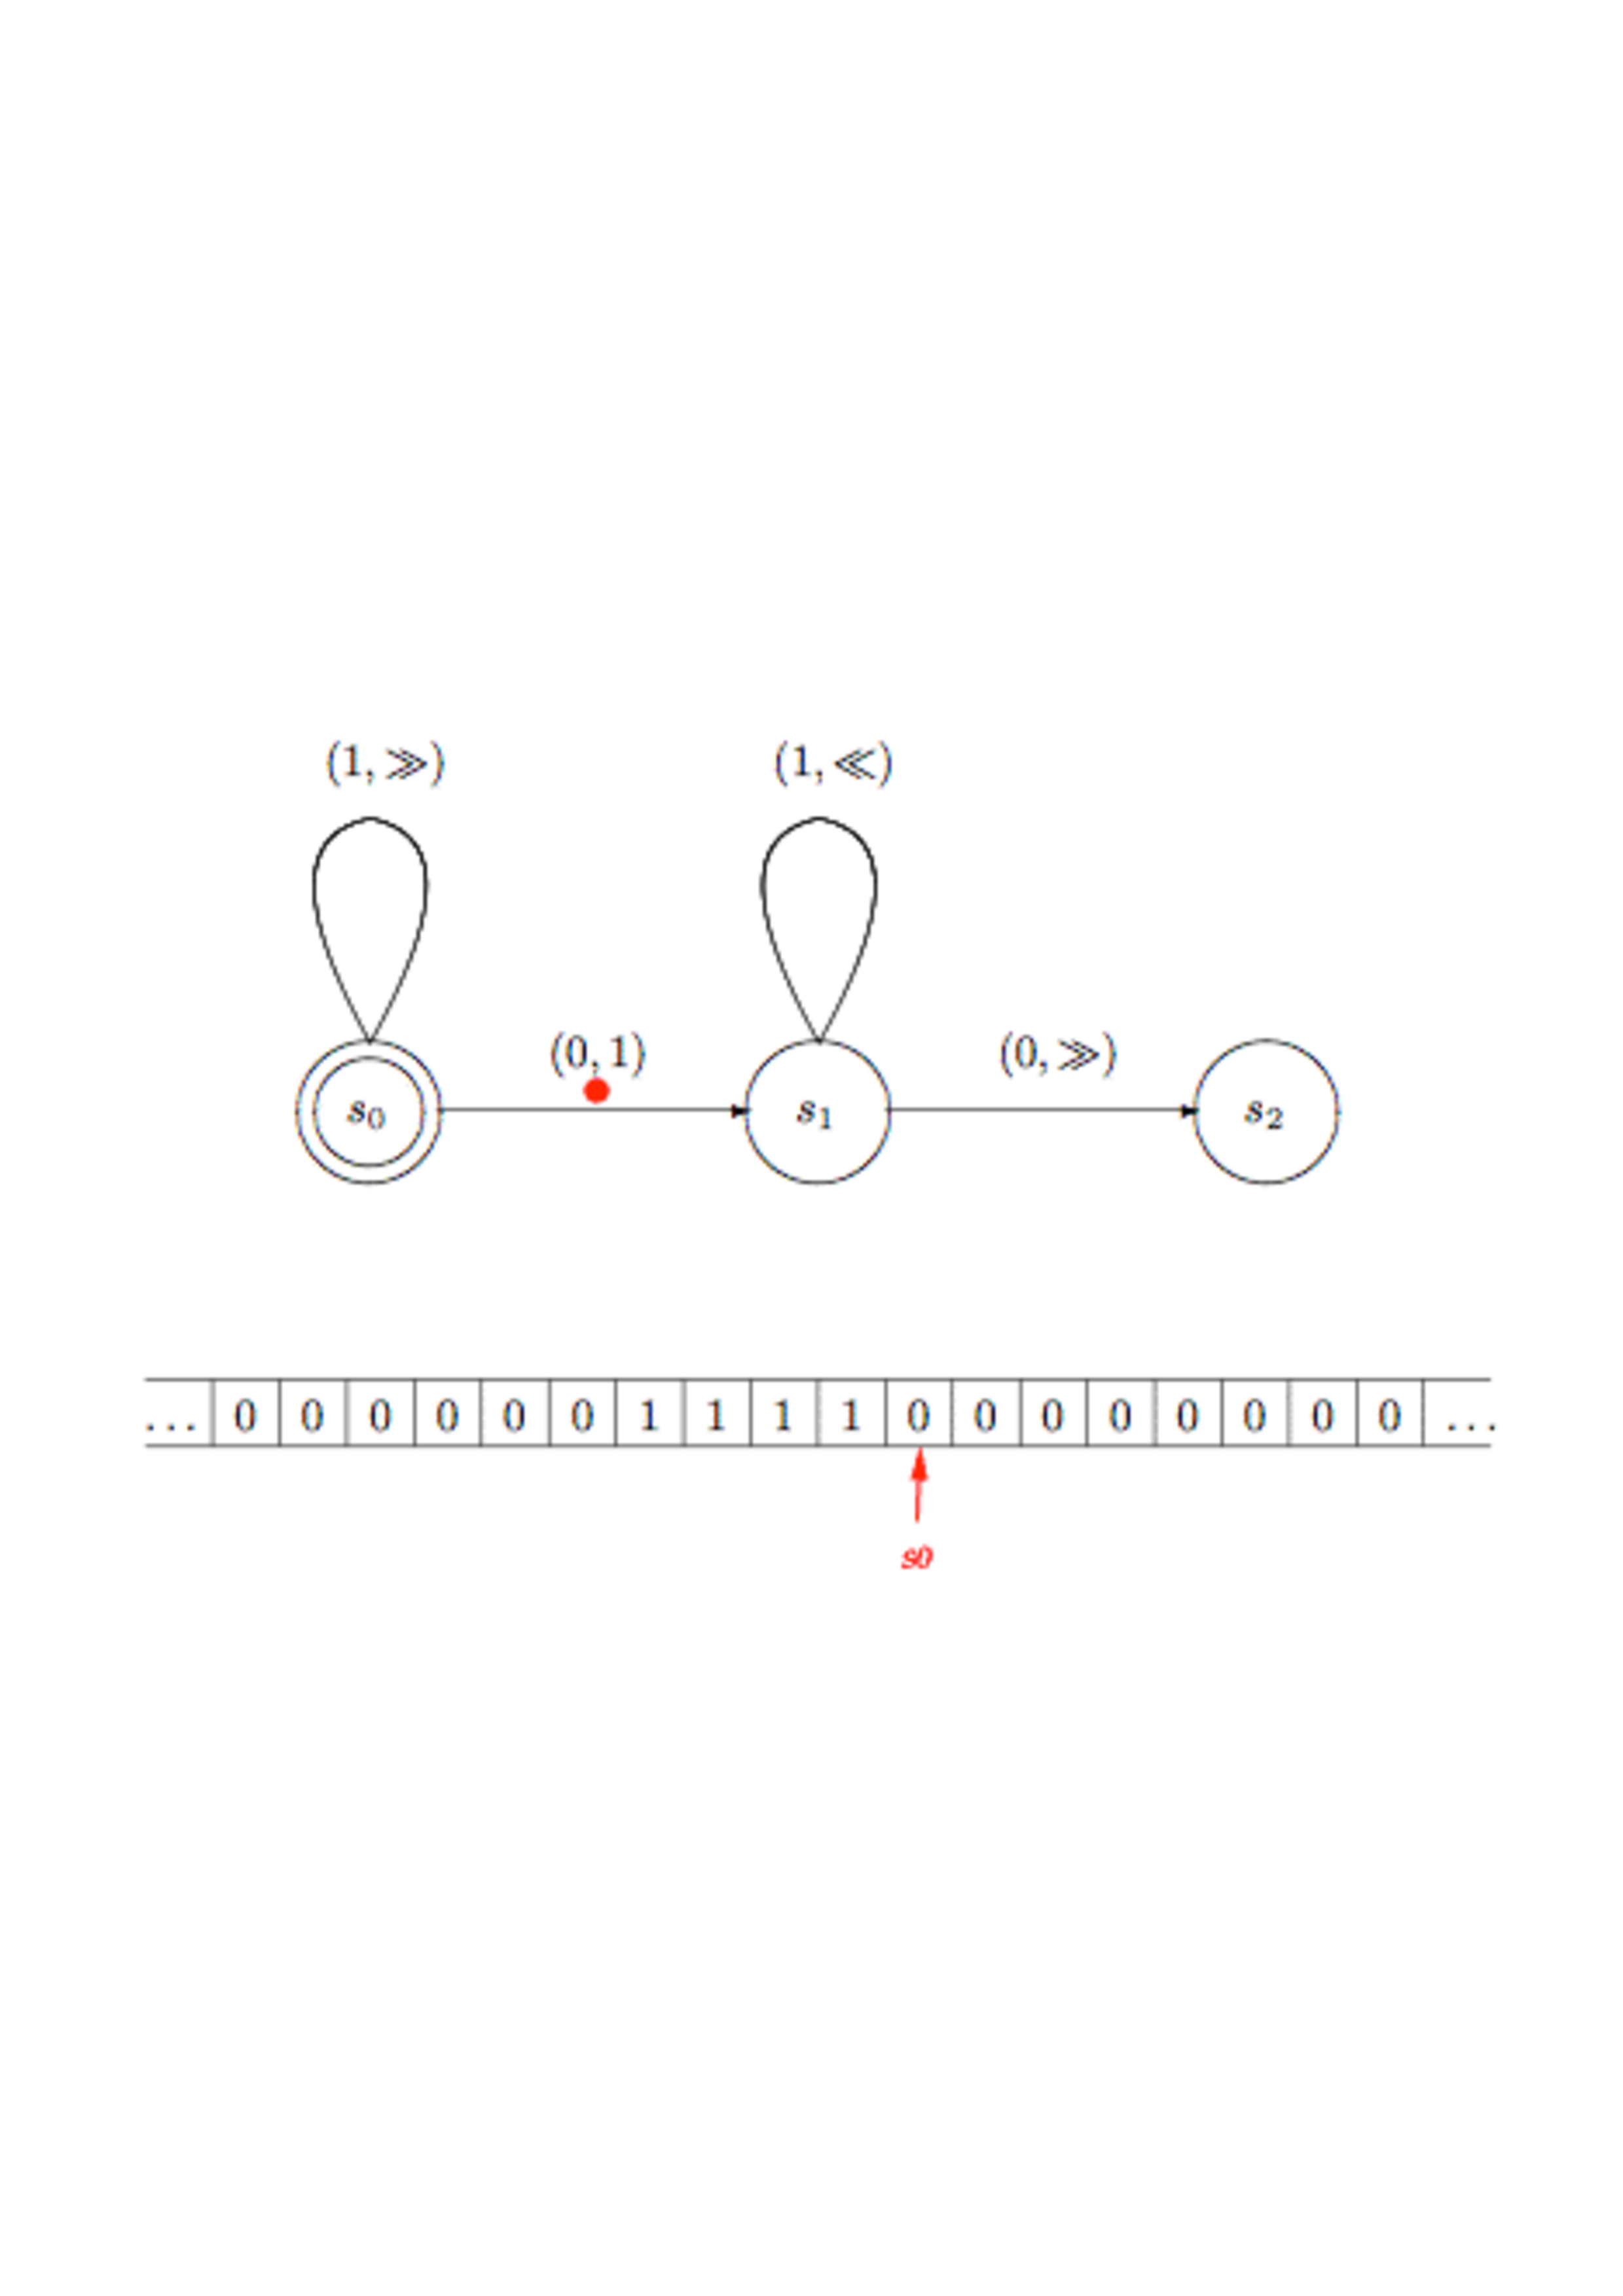 (1, ≫) (1, ≪)
(0, 1) (0, ≫)
s₀ s₁ s₂
... 0 0 0 0 0 0 1 1 1 1 0 0 0 0 0 0 0 0 ...
s0